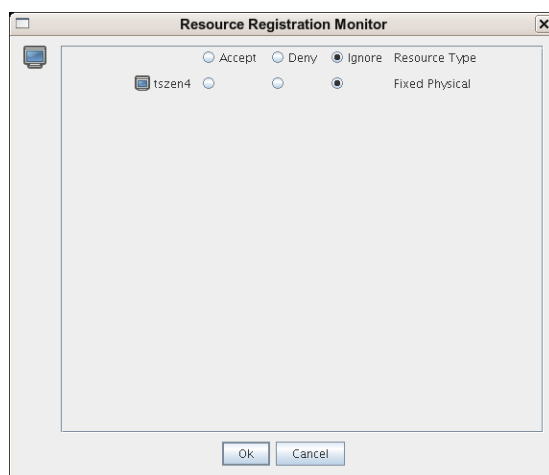 Resource Registration Monitor
Accept Deny Ignore Resource Type
tszen4 Fixed Physical
Ok Cancel